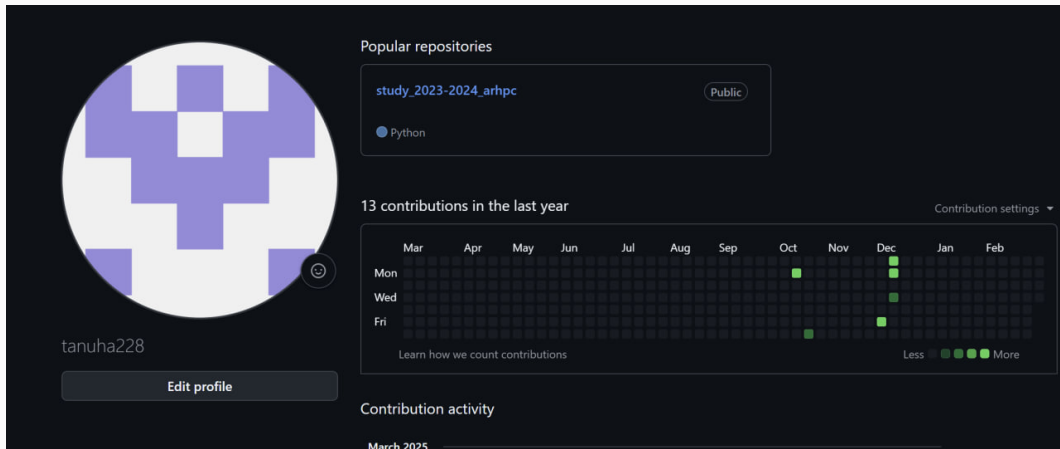 Popular repositories
study_2023-2024_arhpc Public
Python
13 contributions in the last year
Contribution settings
Mar Apr May Jun Jul Aug Sep Oct Nov Dec Jan Feb
Mon
Wed
Fri
Learn how we count contributions
Less More
tanuha228
Edit profile
Contribution activity
March 2025